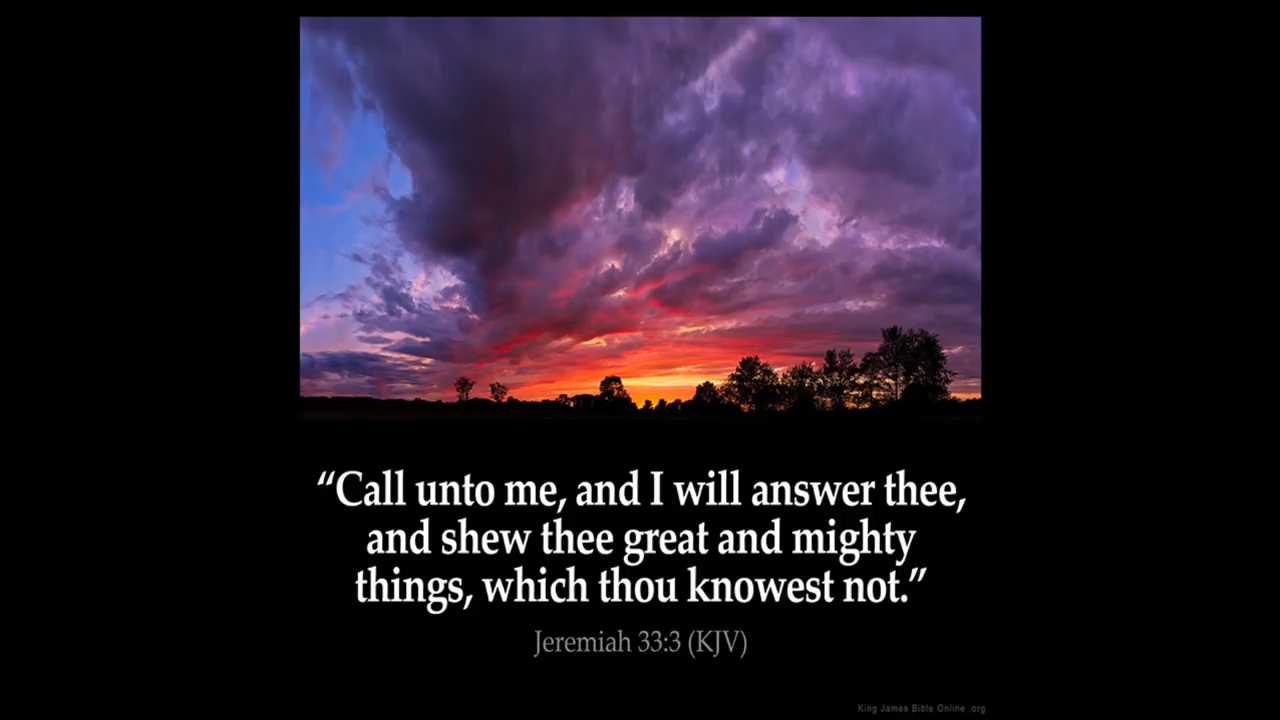 “Call unto me, and I will answer thee,
and shew thee great and mighty
things, which thou knowest not.”
Jeremiah 33:3 (KJV)
King James Bible Online .org